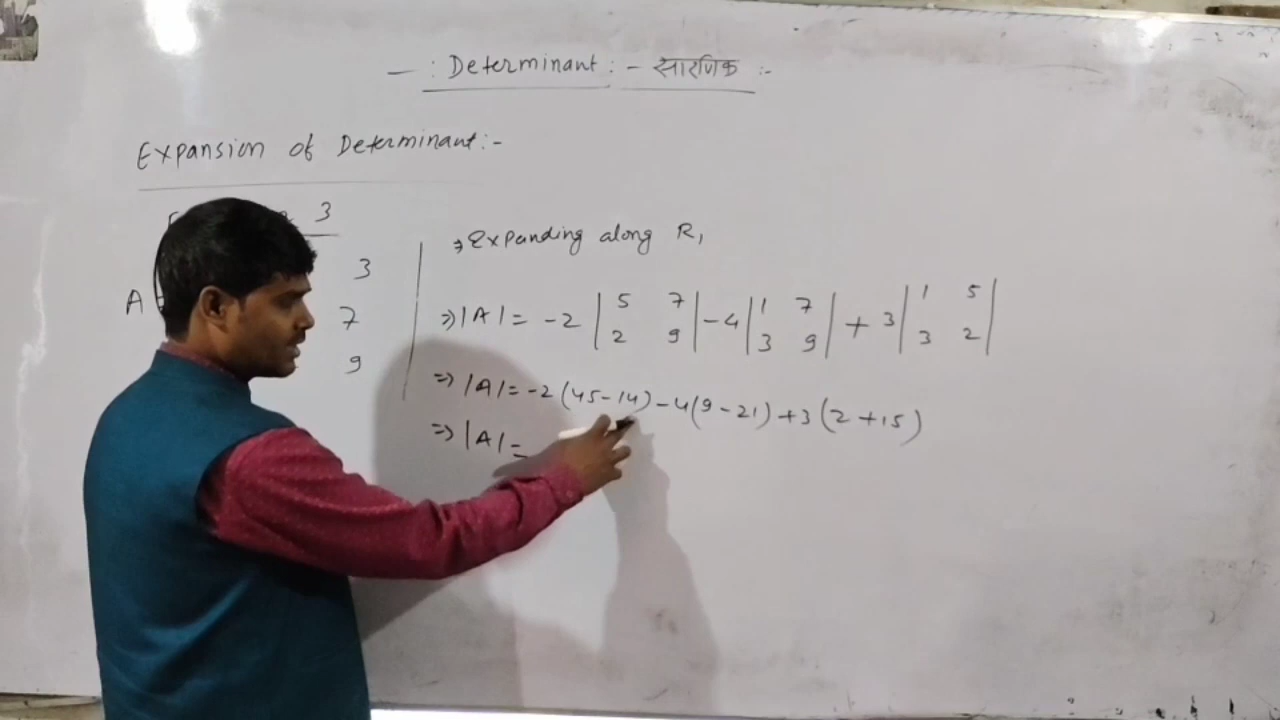 — : Determinant : – सारणिक :-
Expansion of Determinant:-
3
A
3
7
9
⇒ Expanding along R₁
⇒ |A| = -2 | 5 7 | - 4 | 1 7 | + 3 | 1 5 |
| 2 9 | | 3 9 | | 3 2 |
⇒ |A| = -2 (45-14) - 4(9-21) + 3(2+15)
⇒ |A| =